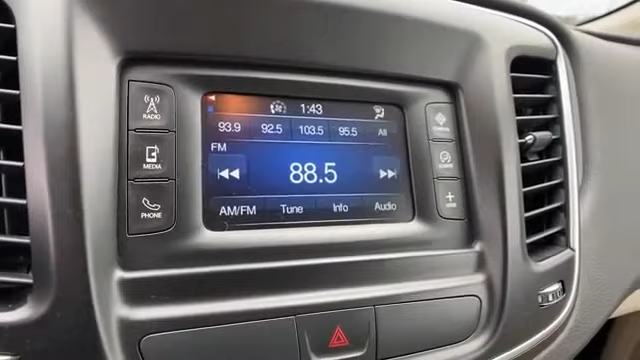 1:43
93.9 92.5 103.5 95.5 All
FM
88.5
AM/FM Tune Info Audio
RADIO
MEDIA
PHONE